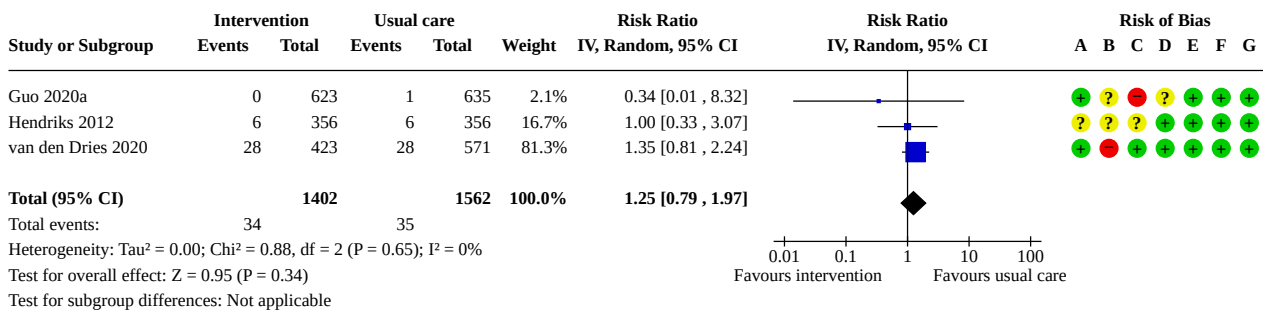 Intervention Usual care Risk Ratio Risk Ratio Risk of Bias
Study or Subgroup Events Total Events Total Weight IV, Random, 95% CI IV, Random, 95% CI A B C D E F G
Guo 2020a 0 623 1 635 2.1% 0.34 [0.01 , 8.32] + ? − ? + + +
Hendriks 2012 6 356 6 356 16.7% 1.00 [0.33 , 3.07] ? ? ? + + + +
van den Dries 2020 28 423 28 571 81.3% 1.35 [0.81 , 2.24] + − + + + + +
Total (95% CI) 1402 1562 100.0% 1.25 [0.79 , 1.97]
Total events: 34 35
Heterogeneity: Tau² = 0.00; Chi² = 0.88, df = 2 (P = 0.65); I² = 0%
0.01 0.1 1 10 100
Test for overall effect: Z = 0.95 (P = 0.34) Favours intervention Favours usual care
Test for subgroup differences: Not applicable